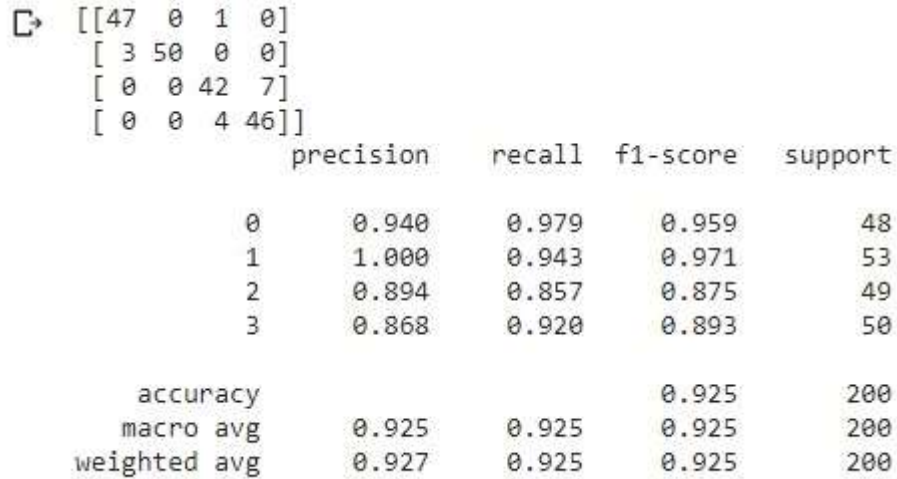 [[47 0 1 0]
[ 3 50 0 0]
[ 0 0 42 7]
[ 0 0 4 46]]
precision recall f1-score support
0 0.940 0.979 0.959 48
1 1.000 0.943 0.971 53
2 0.894 0.857 0.875 49
3 0.868 0.920 0.893 50
accuracy 0.925 200
macro avg 0.925 0.925 0.925 200
weighted avg 0.927 0.925 0.925 200